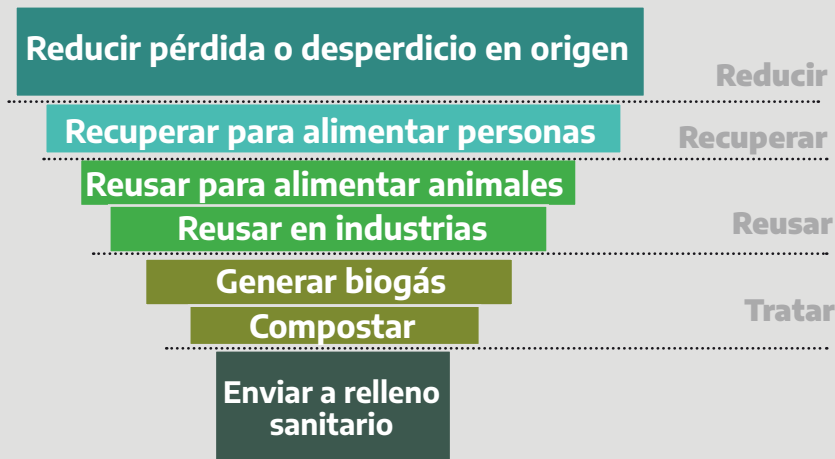 Reducir pérdida o desperdicio en origen
Reducir
Recuperar para alimentar personas
Recuperar
Reusar para alimentar animales
Reusar en industrias
Reusar
Generar biogás
Compostar
Tratar
Enviar a relleno
sanitario